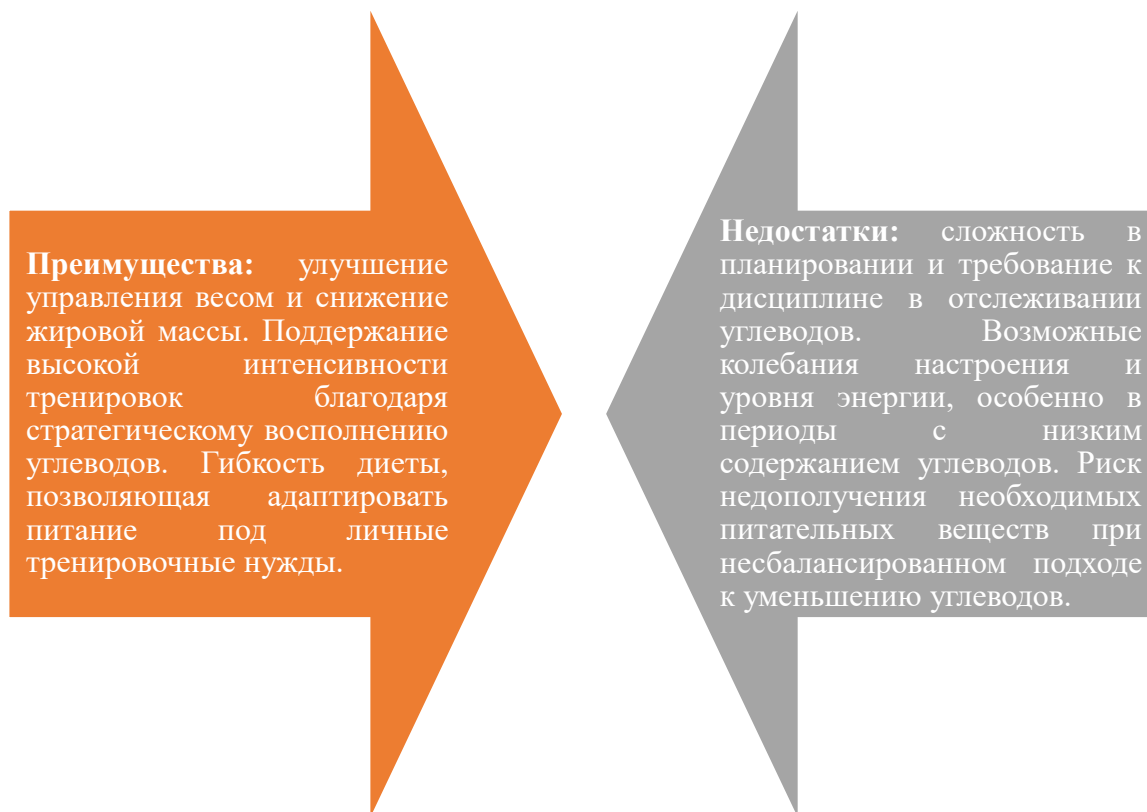 Преимущества: улучшение
управления весом и снижение
жировой массы. Поддержание
высокой интенсивности
тренировок благодаря
стратегическому восполнению
углеводов. Гибкость диеты,
позволяющая адаптировать
питание под личные
тренировочные нужды.
Недостатки: сложность в
планировании и требование к
дисциплине в отслеживании
углеводов. Возможные
колебания настроения и
уровня энергии, особенно в
периоды с низким
содержанием углеводов. Риск
недополучения необходимых
питательных веществ при
несбалансированном подходе
к уменьшению углеводов.